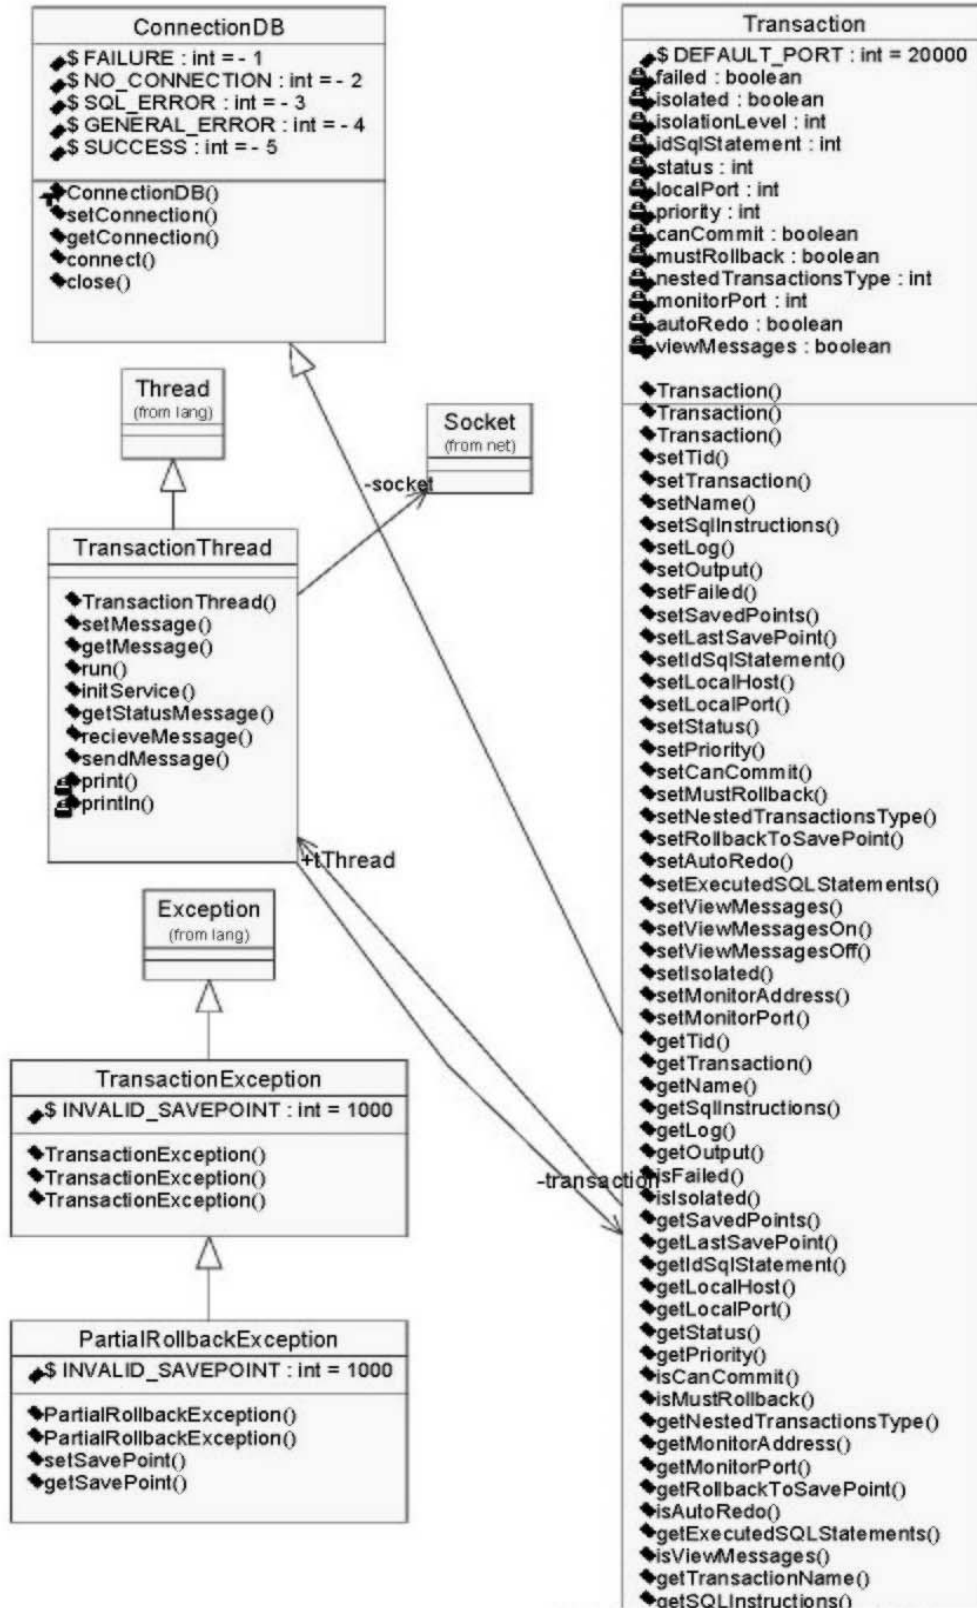 ConnectionDB
$ FAILURE : int = - 1
$ NO_CONNECTION : int = - 2
$ SQL_ERROR : int = - 3
$ GENERAL_ERROR : int = - 4
$ SUCCESS : int = - 5
ConnectionDB()
setConnection()
getConnection()
connect()
close()
Thread
(from lang)
Socket
(from net)
-socket
TransactionThread
TransactionThread()
setMessage()
getMessage()
run()
initService()
getStatusMessage()
recieveMessage()
sendMessage()
print()
println()
+tThread
Exception
(from lang)
TransactionException
$ INVALID_SAVEPOINT : int = 1000
TransactionException()
TransactionException()
TransactionException()
-transaction
PartialRollbackException
$ INVALID_SAVEPOINT : int = 1000
PartialRollbackException()
PartialRollbackException()
setSavePoint()
getSavePoint()
Transaction
$ DEFAULT_PORT : int = 20000
failed : boolean
isolated : boolean
isolationLevel : int
idSqlStatement : int
status : int
localPort : int
priority : int
canCommit : boolean
mustRollback : boolean
nestedTransactionsType : int
monitorPort : int
autoRedo : boolean
viewMessages : boolean
Transaction()
Transaction()
Transaction()
setTid()
setTransaction()
setName()
setSqlInstructions()
setLog()
setOutput()
setFailed()
setSavedPoints()
setLastSavePoint()
setIdSqlStatement()
setLocalHost()
setLocalPort()
setStatus()
setPriority()
setCanCommit()
setMustRollback()
setNestedTransactionsType()
setRollbackToSavePoint()
setAutoRedo()
setExecutedSQLStatements()
setViewMessages()
setViewMessagesOn()
setViewMessagesOff()
setIsolated()
setMonitorAddress()
setMonitorPort()
getTid()
getTransaction()
getName()
getSqlInstructions()
getLog()
getOutput()
isFailed()
isIsolated()
getSavedPoints()
getLastSavePoint()
getIdSqlStatement()
getLocalHost()
getLocalPort()
getStatus()
getPriority()
isCanCommit()
isMustRollback()
getNestedTransactionsType()
getMonitorAddress()
getMonitorPort()
getRollbackToSavePoint()
isAutoRedo()
getExecutedSQLStatements()
isViewMessages()
getTransactionName()
getSQLInstructions()